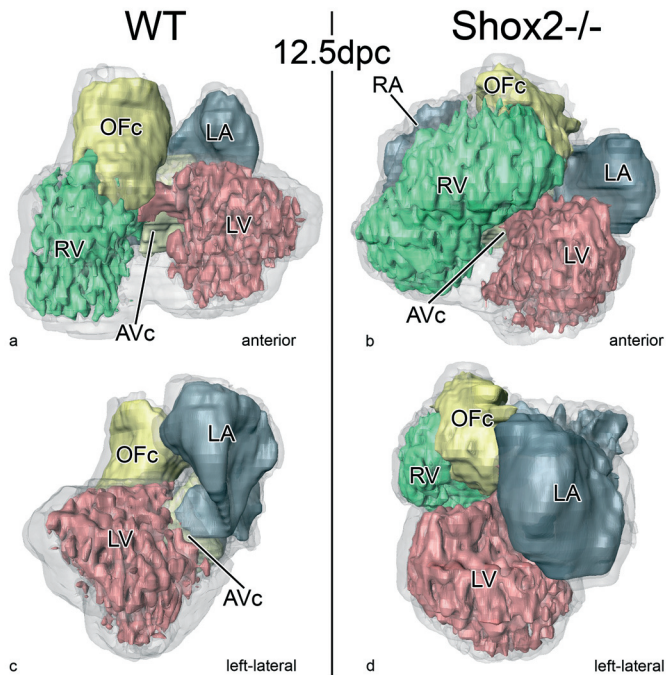 WT
Shox2-/-
12.5dpc
OFc
LA
RV
LV
AVc
a
anterior
RA
OFc
RV
LA
LV
AVc
b
anterior
OFc
LA
LV
AVc
c
left-lateral
OFc
RV
LA
LV
d
left-lateral